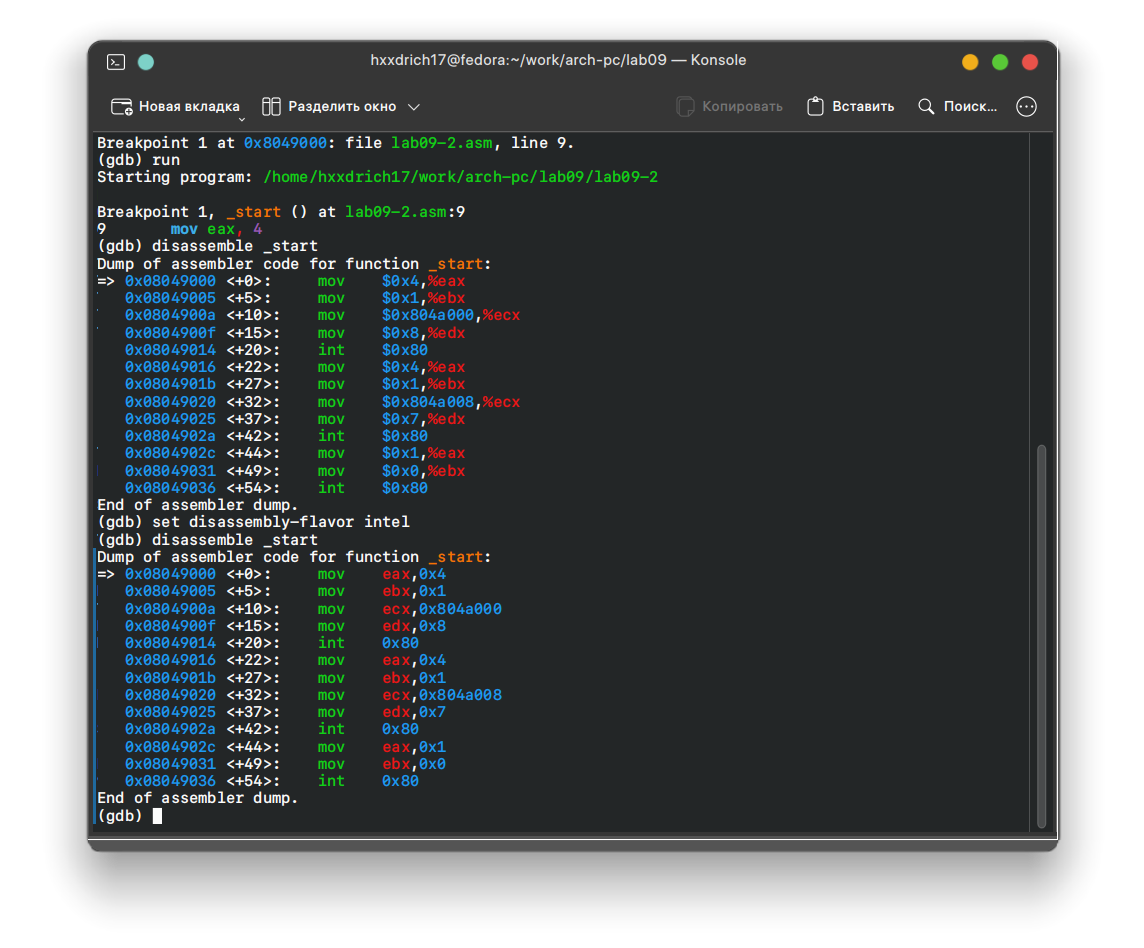 hxxdrich17@fedora:~/work/arch-pc/lab09 — Konsole
Новая вкладка Разделить окно Копировать Вставить Поиск...
Breakpoint 1 at 0x8049000: file lab09-2.asm, line 9.
(gdb) run
Starting program: /home/hxxdrich17/work/arch-pc/lab09/lab09-2
Breakpoint 1, _start () at lab09-2.asm:9
9       mov eax, 4
(gdb) disassemble _start
Dump of assembler code for function _start:
=> 0x08049000 <+0>:     mov    $0x4,%eax
   0x08049005 <+5>:     mov    $0x1,%ebx
   0x0804900a <+10>:    mov    $0x804a000,%ecx
   0x0804900f <+15>:    mov    $0x8,%edx
   0x08049014 <+20>:    int    $0x80
   0x08049016 <+22>:    mov    $0x4,%eax
   0x0804901b <+27>:    mov    $0x1,%ebx
   0x08049020 <+32>:    mov    $0x804a008,%ecx
   0x08049025 <+37>:    mov    $0x7,%edx
   0x0804902a <+42>:    int    $0x80
   0x0804902c <+44>:    mov    $0x1,%eax
   0x08049031 <+49>:    mov    $0x0,%ebx
   0x08049036 <+54>:    int    $0x80
End of assembler dump.
(gdb) set disassembly-flavor intel
(gdb) disassemble _start
Dump of assembler code for function _start:
=> 0x08049000 <+0>:     mov    eax,0x4
   0x08049005 <+5>:     mov    ebx,0x1
   0x0804900a <+10>:    mov    ecx,0x804a000
   0x0804900f <+15>:    mov    edx,0x8
   0x08049014 <+20>:    int    0x80
   0x08049016 <+22>:    mov    eax,0x4
   0x0804901b <+27>:    mov    ebx,0x1
   0x08049020 <+32>:    mov    ecx,0x804a008
   0x08049025 <+37>:    mov    edx,0x7
   0x0804902a <+42>:    int    0x80
   0x0804902c <+44>:    mov    eax,0x1
   0x08049031 <+49>:    mov    ebx,0x0
   0x08049036 <+54>:    int    0x80
End of assembler dump.
(gdb)